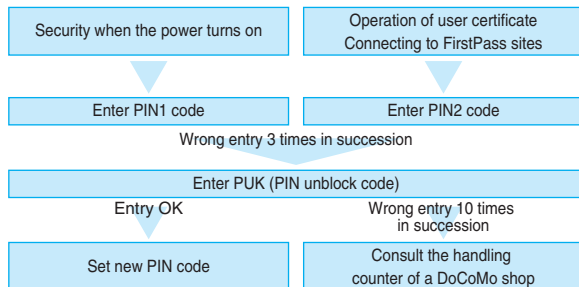 Security when the power turns on
Operation of user certificate
Connecting to FirstPass sites
Enter PIN1 code
Enter PIN2 code
Wrong entry 3 times in succession
Enter PUK (PIN unblock code)
Entry OK
Wrong entry 10 times
in succession
Set new PIN code
Consult the handling
counter of a DoCoMo shop